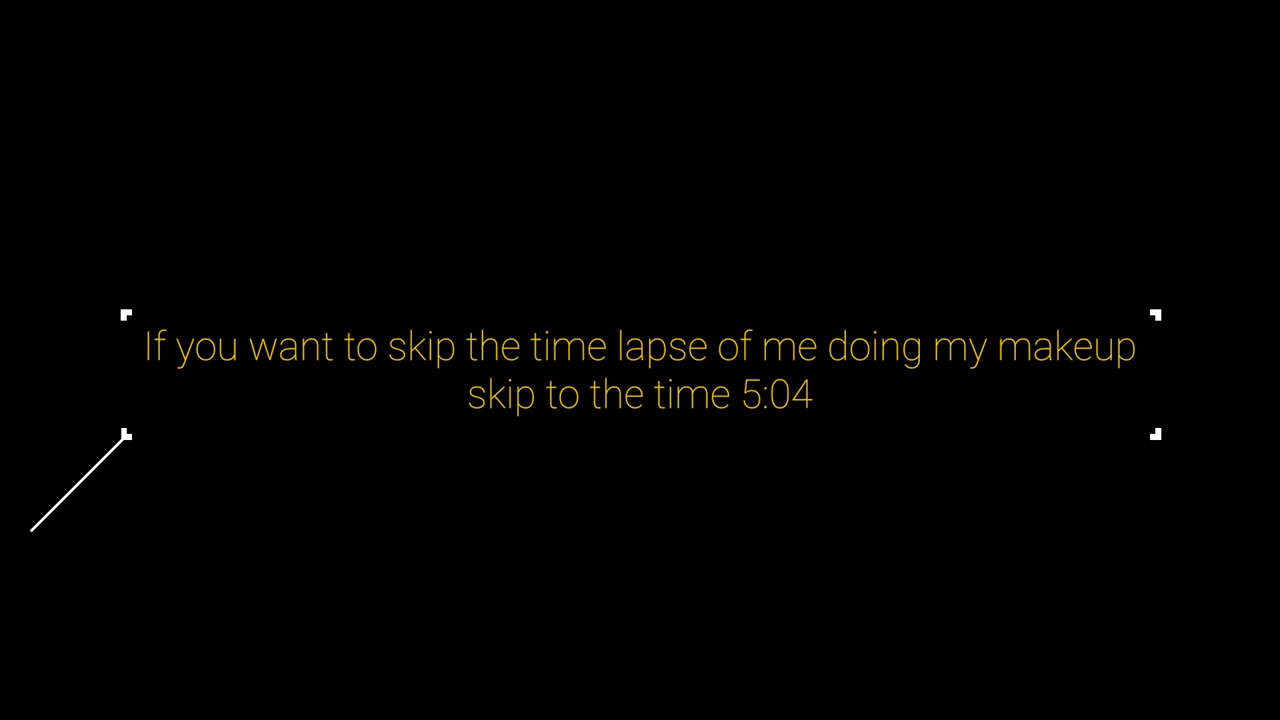 If you want to skip the time lapse of me doing my makeup
skip to the time 5:04